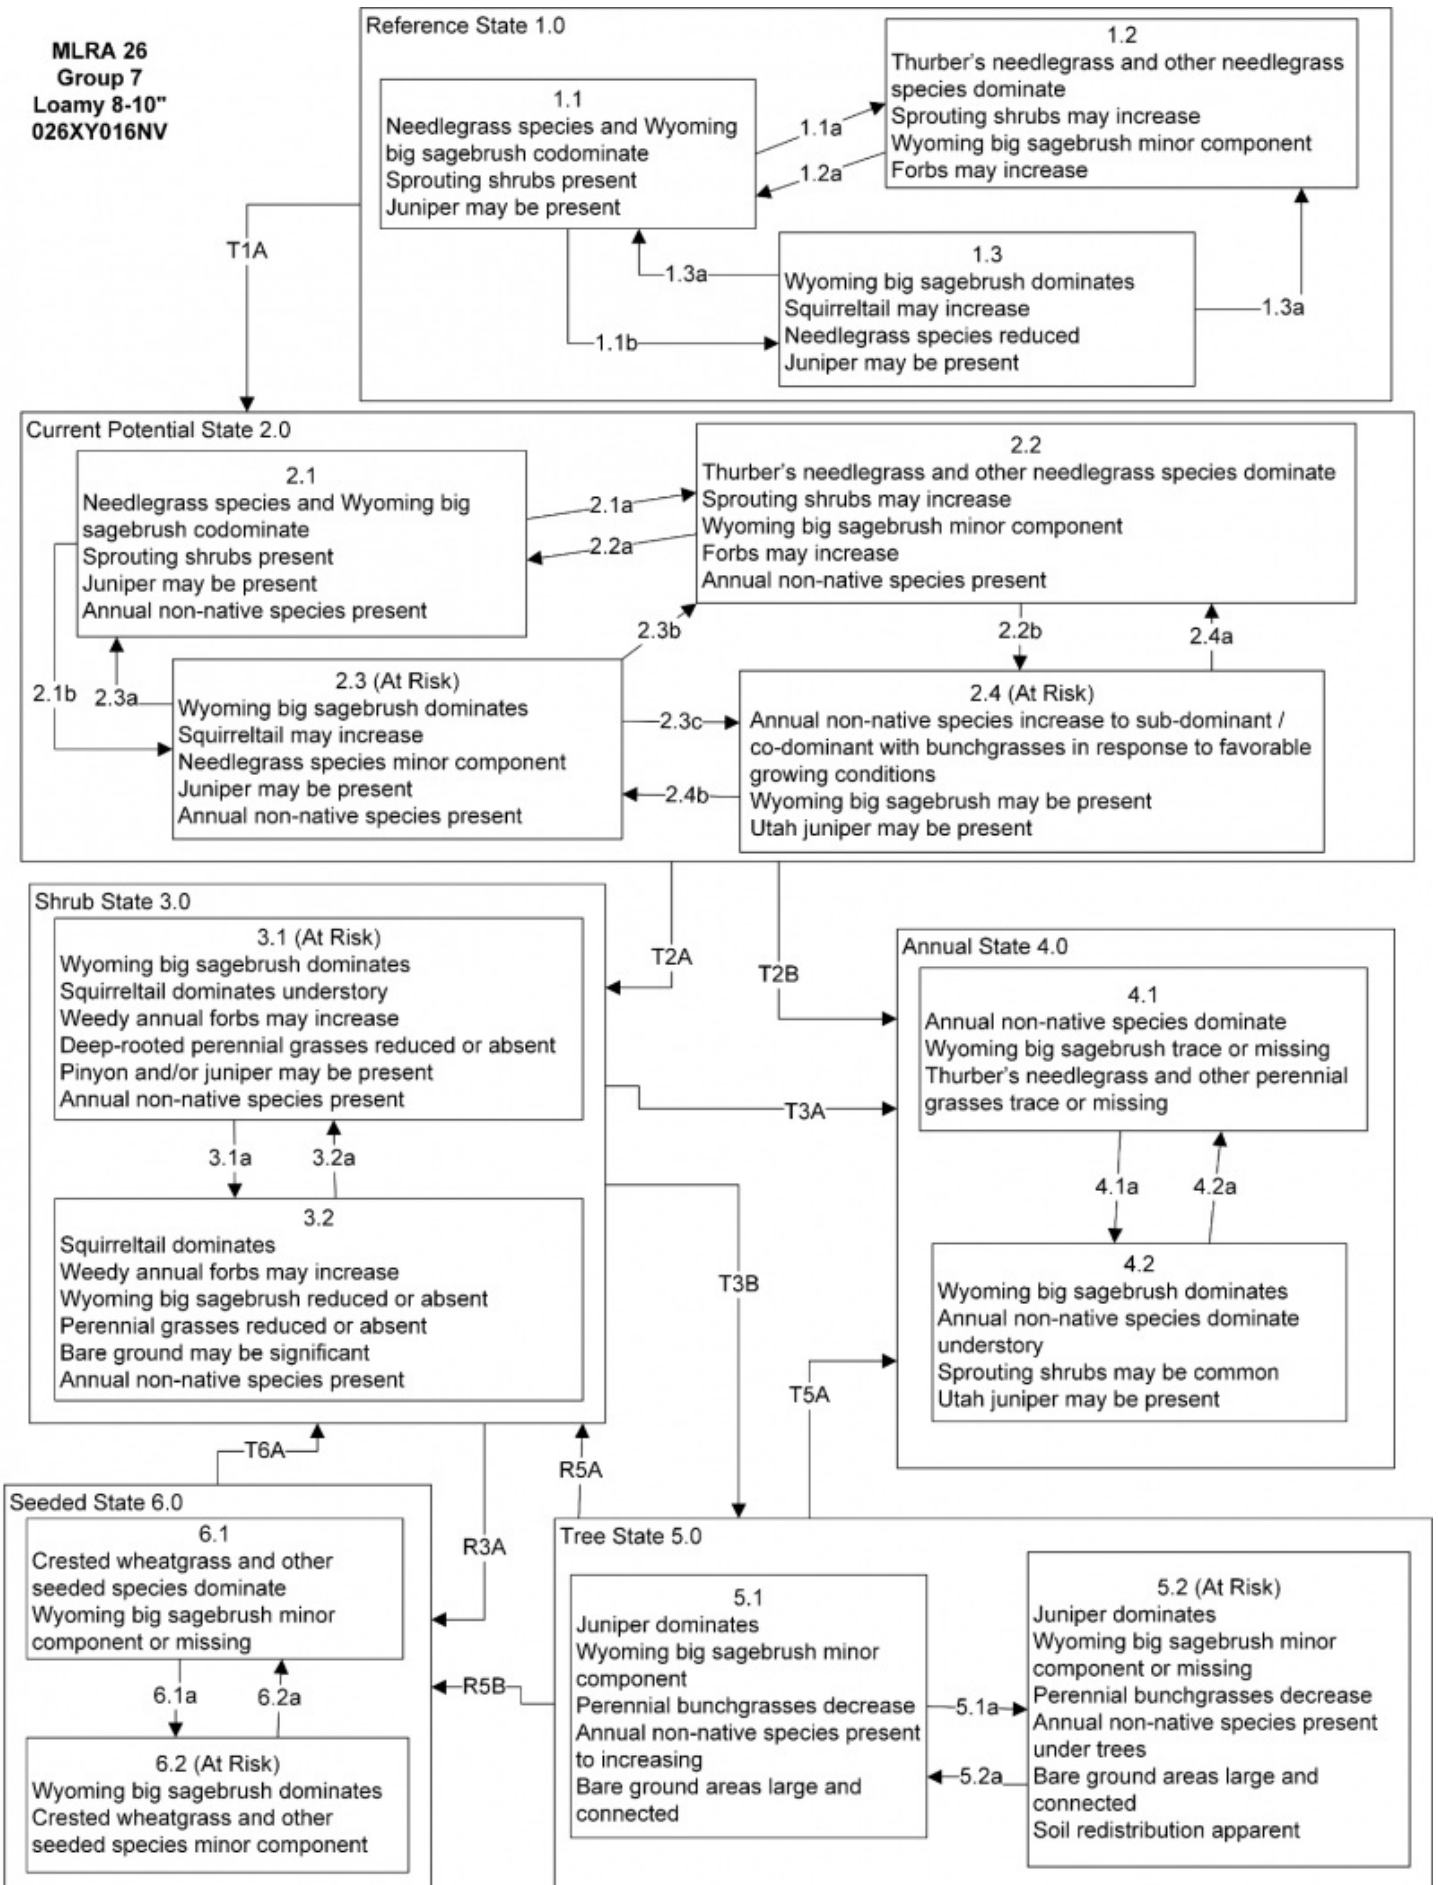 MLRA 26
Group 7
Loamy 8-10"
026XY016NV
Reference State 1.0
1.1
Needlegrass species and Wyoming
big sagebrush codominate
Sprouting shrubs present
Juniper may be present
1.1a
1.2a
1.2
Thurber's needlegrass and other needlegrass
species dominate
Sprouting shrubs may increase
Wyoming big sagebrush minor component
Forbs may increase
T1A
1.3a
1.1b
1.3
Wyoming big sagebrush dominates
Squirreltail may increase
Needlegrass species reduced
Juniper may be present
1.3a
Current Potential State 2.0
2.1
Needlegrass species and Wyoming big
sagebrush codominate
Sprouting shrubs present
Juniper may be present
Annual non-native species present
2.1a
2.2a
2.2
Thurber's needlegrass and other needlegrass species dominate
Sprouting shrubs may increase
Wyoming big sagebrush minor component
Forbs may increase
Annual non-native species present
2.3b
2.2b
2.4a
2.1b
2.3a
2.3 (At Risk)
Wyoming big sagebrush dominates
Squirreltail may increase
Needlegrass species minor component
Juniper may be present
Annual non-native species present
2.3c
2.4b
2.4 (At Risk)
Annual non-native species increase to sub-dominant /
co-dominant with bunchgrasses in response to favorable
growing conditions
Wyoming big sagebrush may be present
Utah juniper may be present
T2A
T2B
Shrub State 3.0
3.1 (At Risk)
Wyoming big sagebrush dominates
Squirreltail dominates understory
Weedy annual forbs may increase
Deep-rooted perennial grasses reduced or absent
Pinyon and/or juniper may be present
Annual non-native species present
3.1a
3.2a
3.2
Squirreltail dominates
Weedy annual forbs may increase
Wyoming big sagebrush reduced or absent
Perennial grasses reduced or absent
Bare ground may be significant
Annual non-native species present
T3A
T3B
Annual State 4.0
4.1
Annual non-native species dominate
Wyoming big sagebrush trace or missing
Thurber's needlegrass and other perennial
grasses trace or missing
4.1a
4.2a
4.2
Wyoming big sagebrush dominates
Annual non-native species dominate
understory
Sprouting shrubs may be common
Utah juniper may be present
T5A
T6A
R5A
R3A
R5B
Seeded State 6.0
6.1
Crested wheatgrass and other
seeded species dominate
Wyoming big sagebrush minor
component or missing
6.1a
6.2a
6.2 (At Risk)
Wyoming big sagebrush dominates
Crested wheatgrass and other
seeded species minor component
Tree State 5.0
5.1
Juniper dominates
Wyoming big sagebrush minor
component
Perennial bunchgrasses decrease
Annual non-native species present
to increasing
Bare ground areas large and
connected
5.1a
5.2a
5.2 (At Risk)
Juniper dominates
Wyoming big sagebrush minor
component or missing
Perennial bunchgrasses decrease
Annual non-native species present
under trees
Bare ground areas large and
connected
Soil redistribution apparent